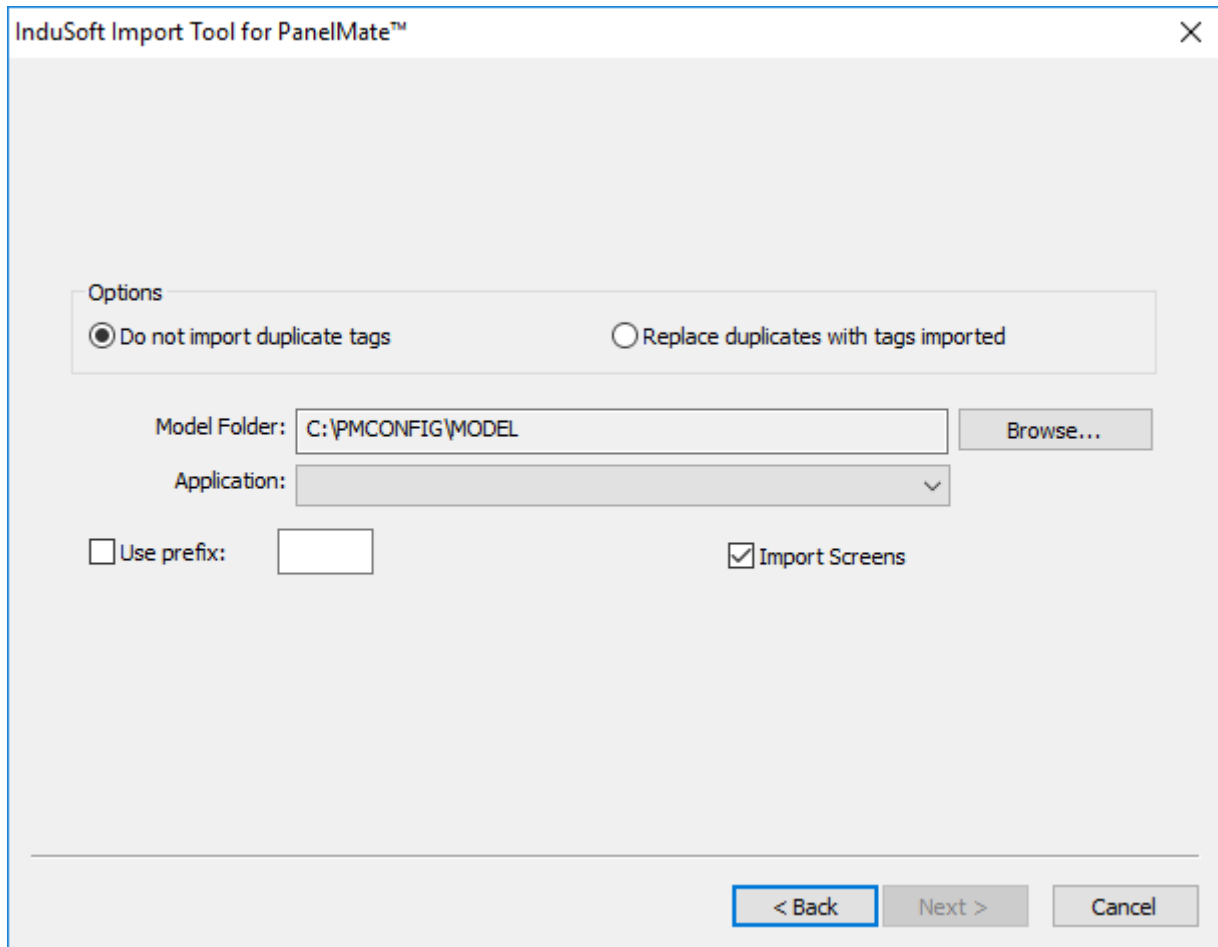 InduSoft Import Tool for PanelMate™
Options
Do not import duplicate tags
Replace duplicates with tags imported
Model Folder: C:\PMCONFIG\MODEL Browse...
Application:
Use prefix:
Import Screens
< Back Next > Cancel